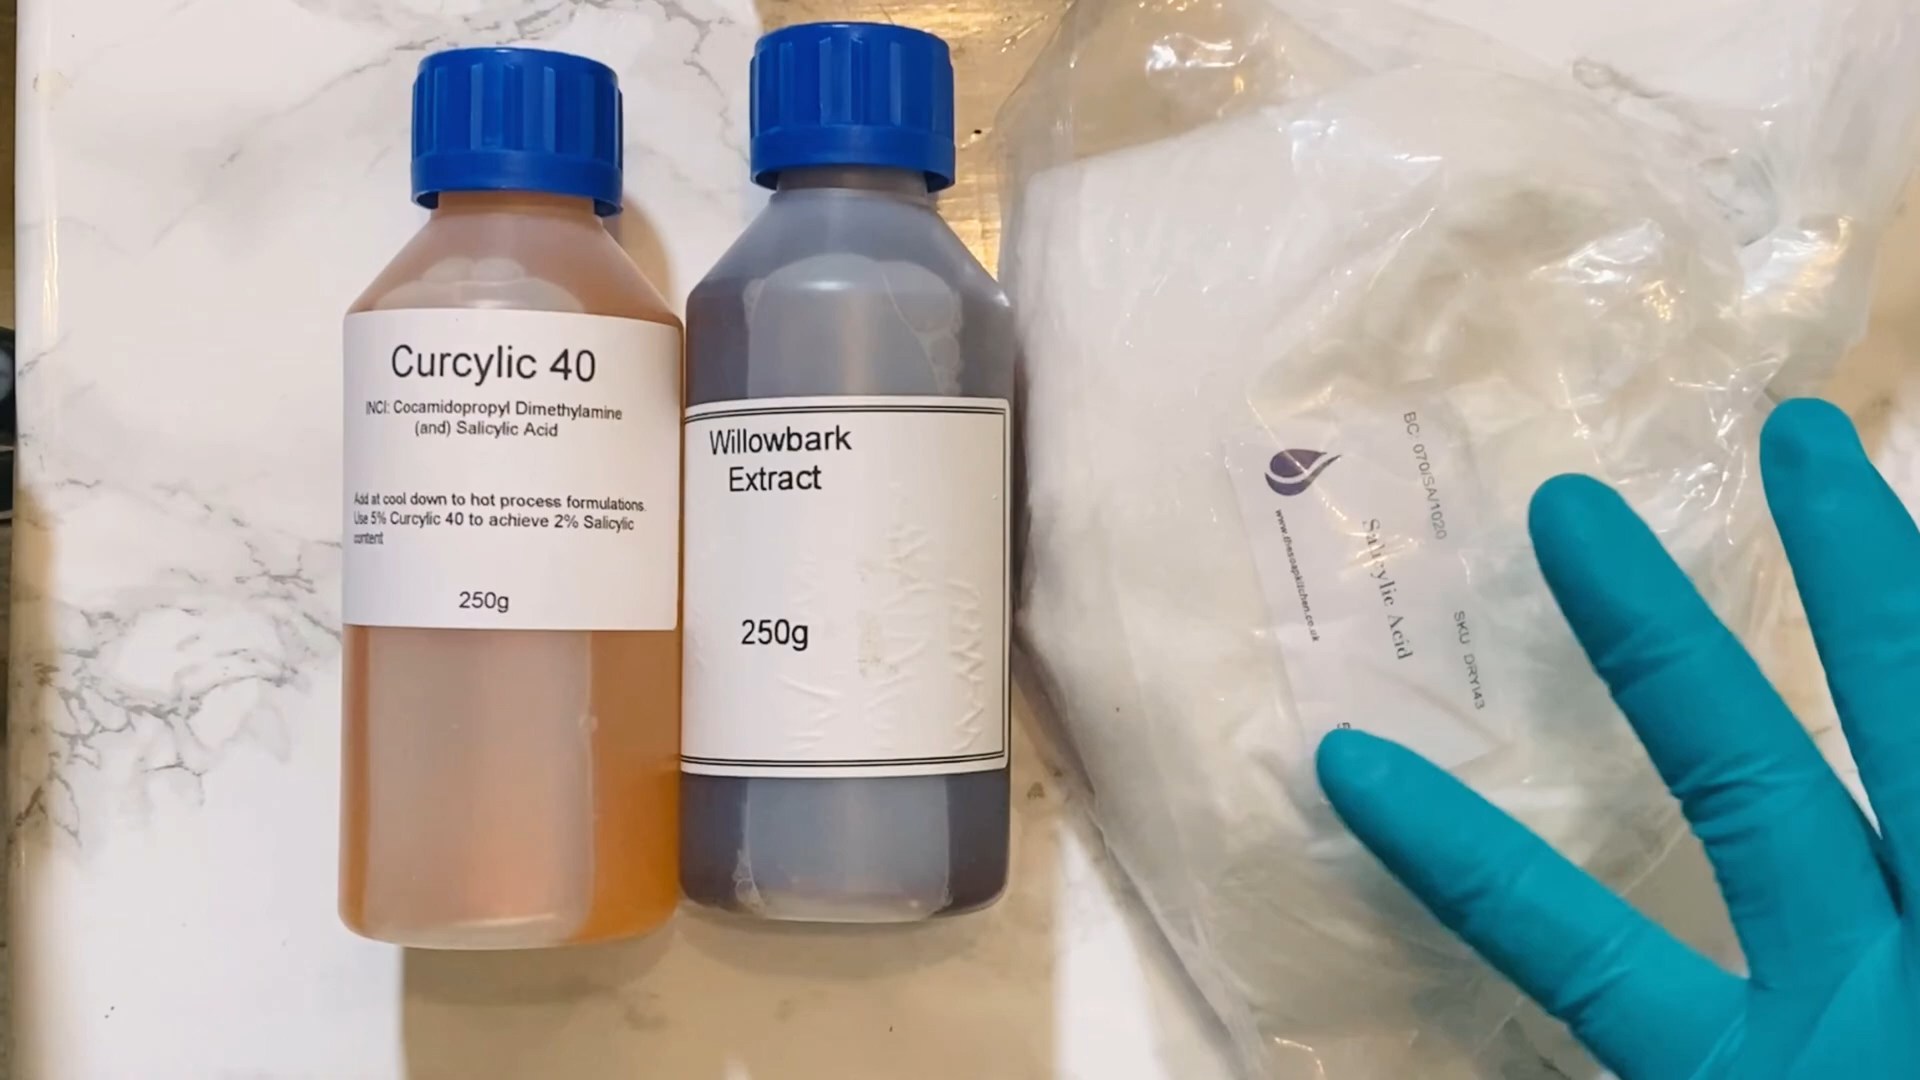 Curcylic 40
INCI: Cocamidopropyl Dimethylamine
(and) Salicylic Acid
Add at cool down to hot process formulations.
Use 5% Curcylic 40 to achieve 2% Salicylic
content
250g
Willowbark
Extract
250g
BC: 070/SA/1020
SKU DRY143
Salicylic Acid
www.thesoapkitchen.co.uk